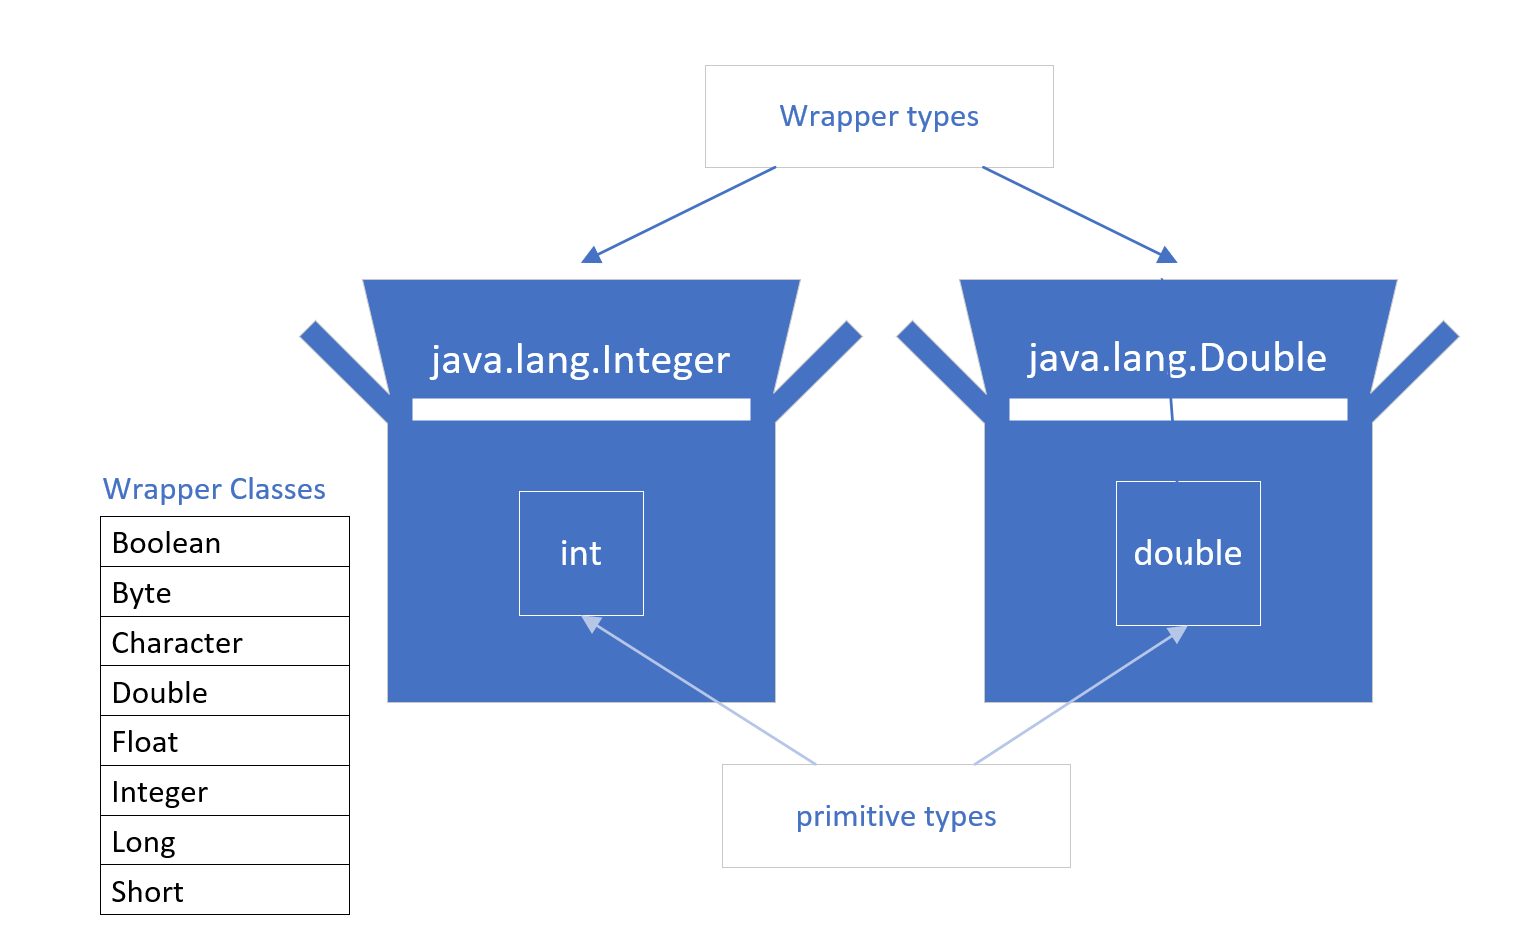 Wrapper types
java.lang.Integer
java.lang.Double
int
double
primitive types
Wrapper Classes
Boolean
Byte
Character
Double
Float
Integer
Long
Short